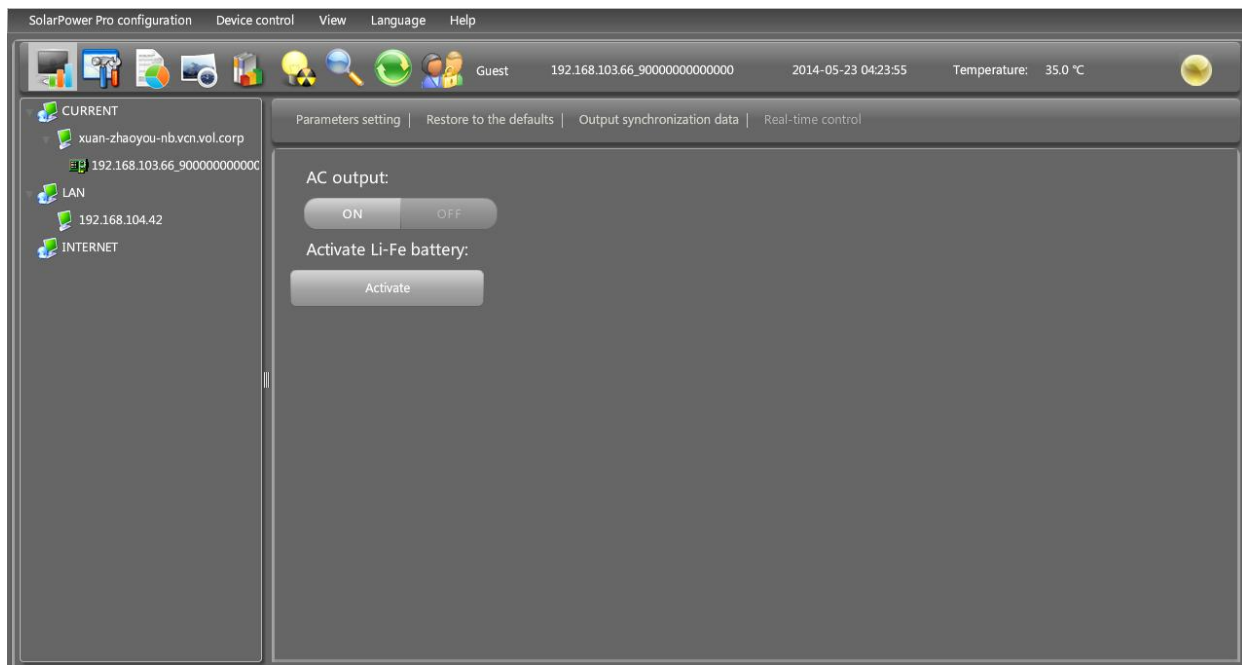 SolarPower Pro configuration Device control View Language Help
Guest 192.168.103.66_90000000000000 2014-05-23 04:23:55 Temperature: 35.0 ℃
CURRENT
xuan-zhaoyou-nb.vcn.vol.corp
192.168.103.66_900000000000
LAN
192.168.104.42
INTERNET
Parameters setting | Restore to the defaults | Output synchronization data | Real-time control
AC output:
ON OFF
Activate Li-Fe battery:
Activate